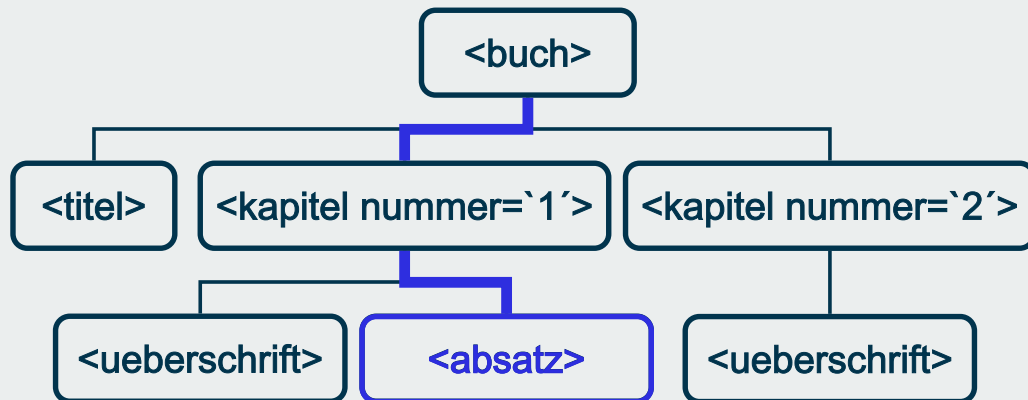 <buch>
<titel>
<kapitel nummer=`1´>
<kapitel nummer=`2´>
<ueberschrift>
<absatz>
<ueberschrift>